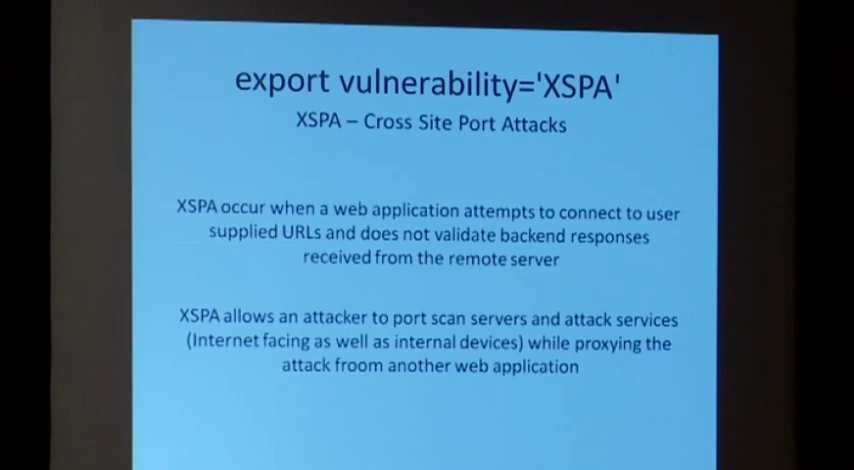 export vulnerability='XSPA'
XSPA – Cross Site Port Attacks
XSPA occur when a web application attempts to connect to user
supplied URLs and does not validate backend responses
received from the remote server
XSPA allows an attacker to port scan servers and attack services
(Internet facing as well as internal devices) while proxying the
attack froom another web application